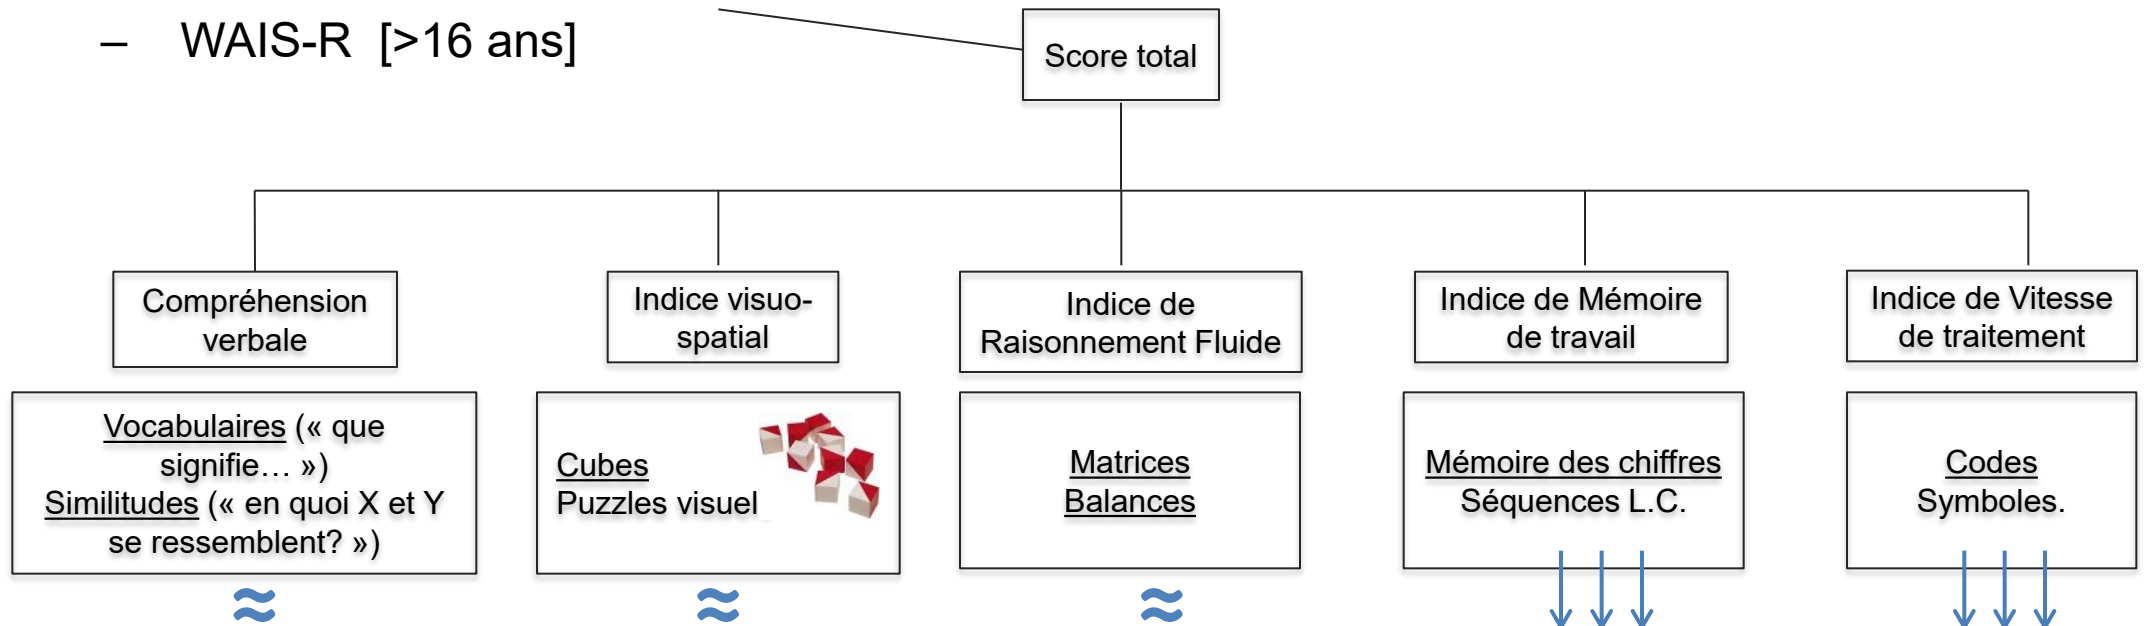 – WAIS-R [>16 ans]
Score total
Compréhension
verbale
Indice visuo-
spatial
Indice de
Raisonnement Fluide
Indice de Mémoire
de travail
Indice de Vitesse
de traitement
Vocabulaires (« que
signifie… »)
Similitudes (« en quoi X et Y
se ressemblent? »)
Cubes
Puzzles visuel
Matrices
Balances
Mémoire des chiffres
Séquences L.C.
Codes
Symboles.
≈
≈
≈